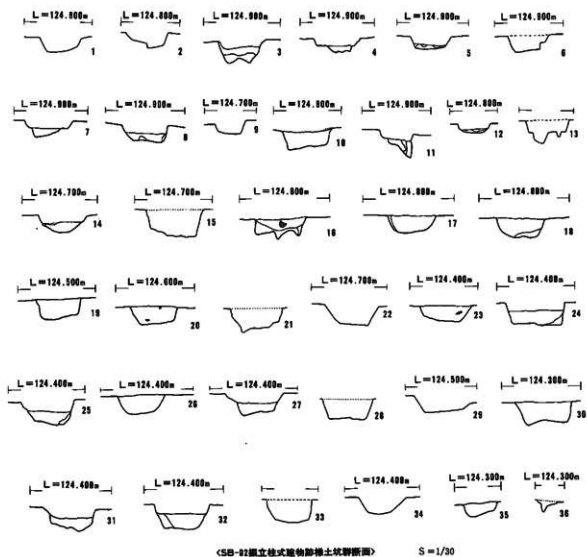 L=124.800m L=124.800m L=124.900m L=124.900m L=124.900m L=124.900m
1 2 3 4 5 6
L=124.900m L=124.900m L=124.700m L=124.800m L=124.900m L=124.800m
7 8 9 10 11 12 13
L=124.700m L=124.700m L=124.800m L=124.800m L=124.800m
14 15 16 17 18
L=124.500m L=124.600m L=124.700m L=124.400m L=124.400m
19 20 21 22 23 24
L=124.400m L=124.400m L=124.400m L=124.500m L=124.300m
25 26 27 28 29 30
L=124.400m L=124.400m L=124.400m L=124.300m L=124.300m
31 32 33 34 35 36
<SB-02掘立柱式建物跡様土坑群断面> S=1/30